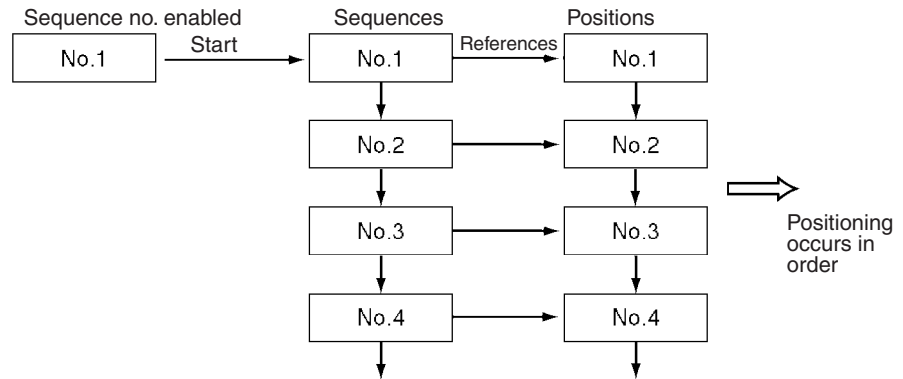 Sequence no. enabled
Sequences
Positions
No.1
Start
No.1
References
No.1
No.2
No.2
No.3
No.3
No.4
No.4
Positioning
occurs in
order